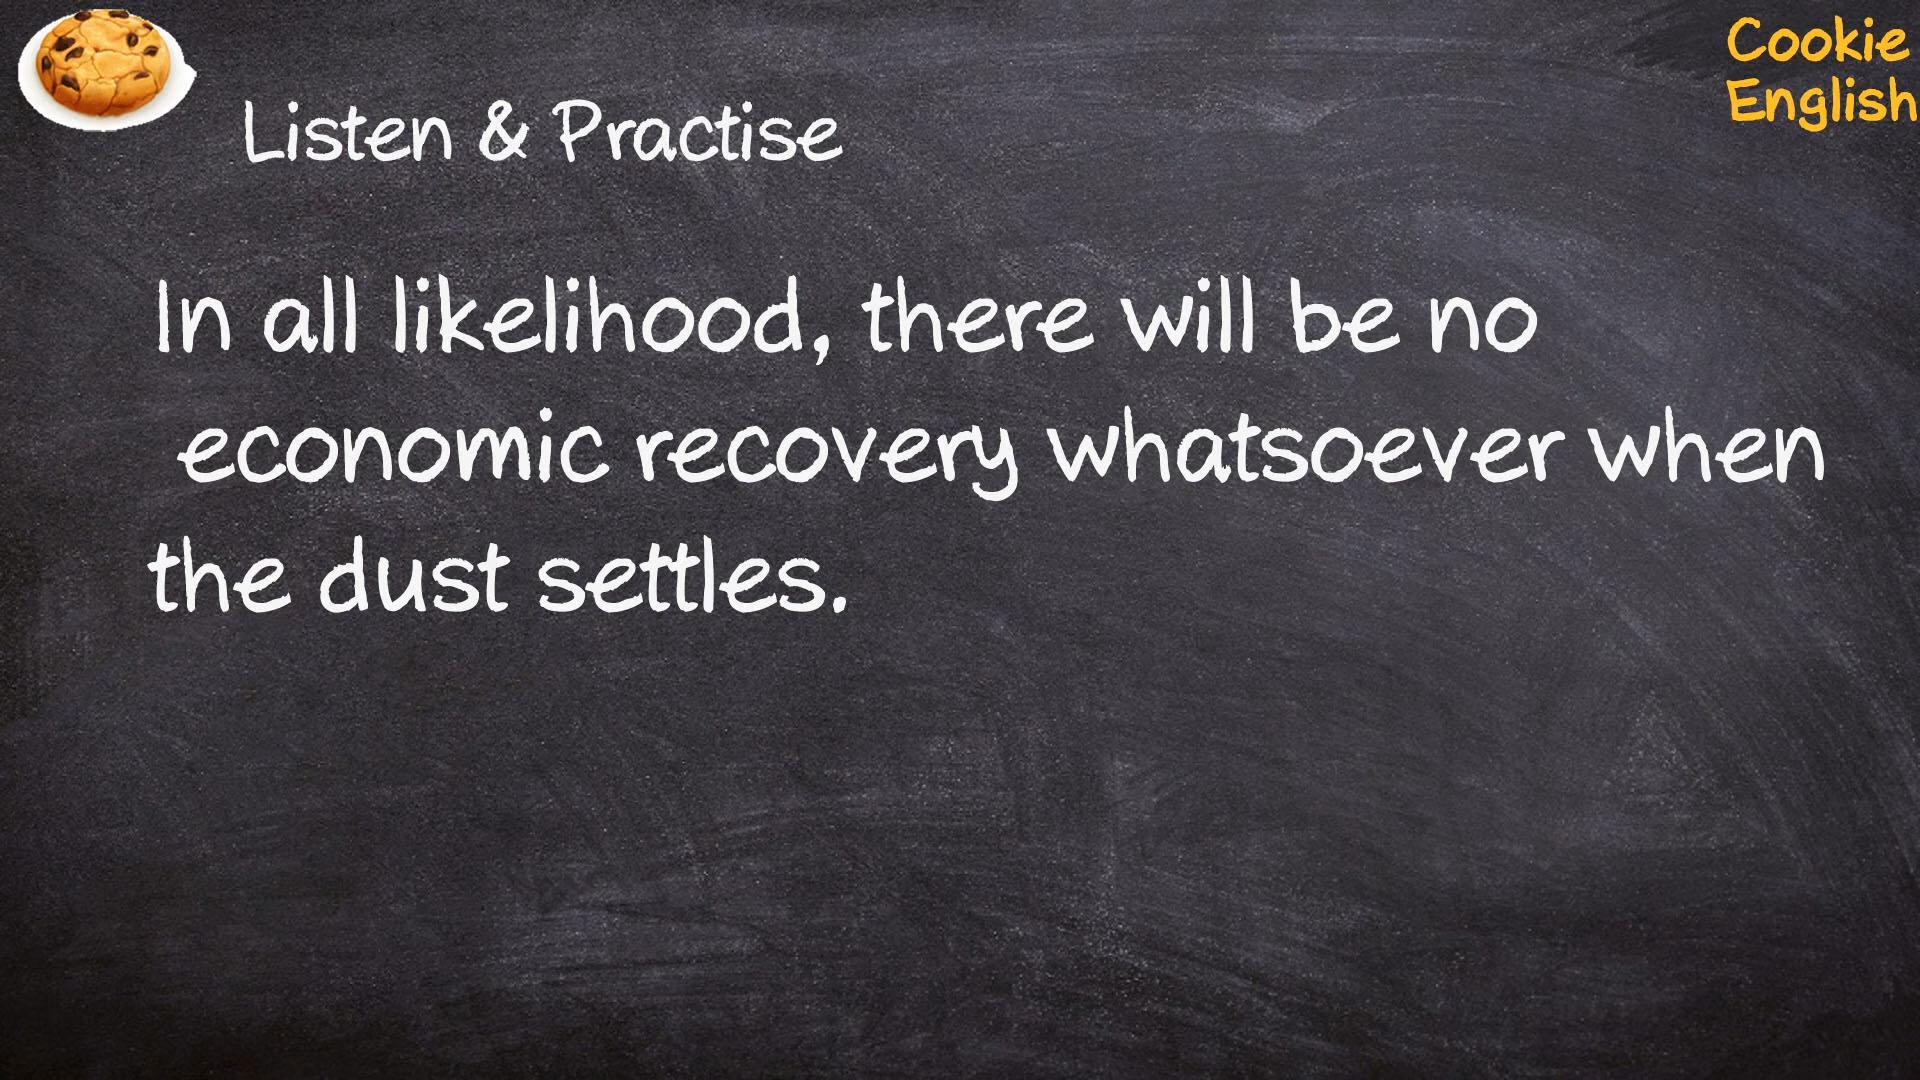 Cookie
English
Listen & Practise
In all likelihood, there will be no
economic recovery whatsoever when
the dust settles.